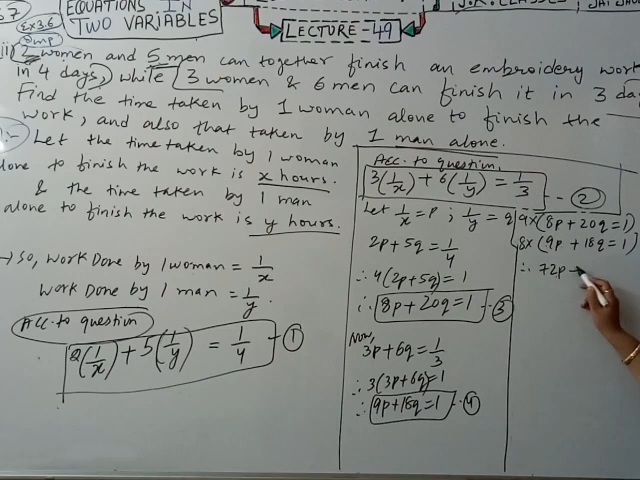 7
EX 3.6
EQUATIONS IN
TWO VARIABLES
LECTURE-49
J.R. CLASSES
Imp
ii) 2 women and 5 men can together finish an embroidery work
in 4 days, while 3 women & 6 men can finish it in 3 da
Find the time taken by 1 woman alone to finish the
work, and also that taken by 1 man alone.
Let the time taken by 1 woman
lone to finish the work is x hours.
& the time taken by 1 man
alone to finish the work is y hours.
→ So, work Done by 1 woman = 1/x
Work Done by 1 man = 1/y.
Acc. to question
2(1/x) + 5(1/y) = 1/4 - ①
Acc. to question,
3(1/x) + 6(1/y) = 1/3 - ②
Let 1/x = p ; 1/y = q
2p+5q = 1/4
∴ 4(2p+5q) = 1
∴ 8p+20q=1 - ③
Now,
3p+6q = 1/3
∴ 3(3p+6q)=1
∴ 9p+18q=1 - ④
9x(8p+20q=1)
8x(9p+18q=1)
∴ 72p +